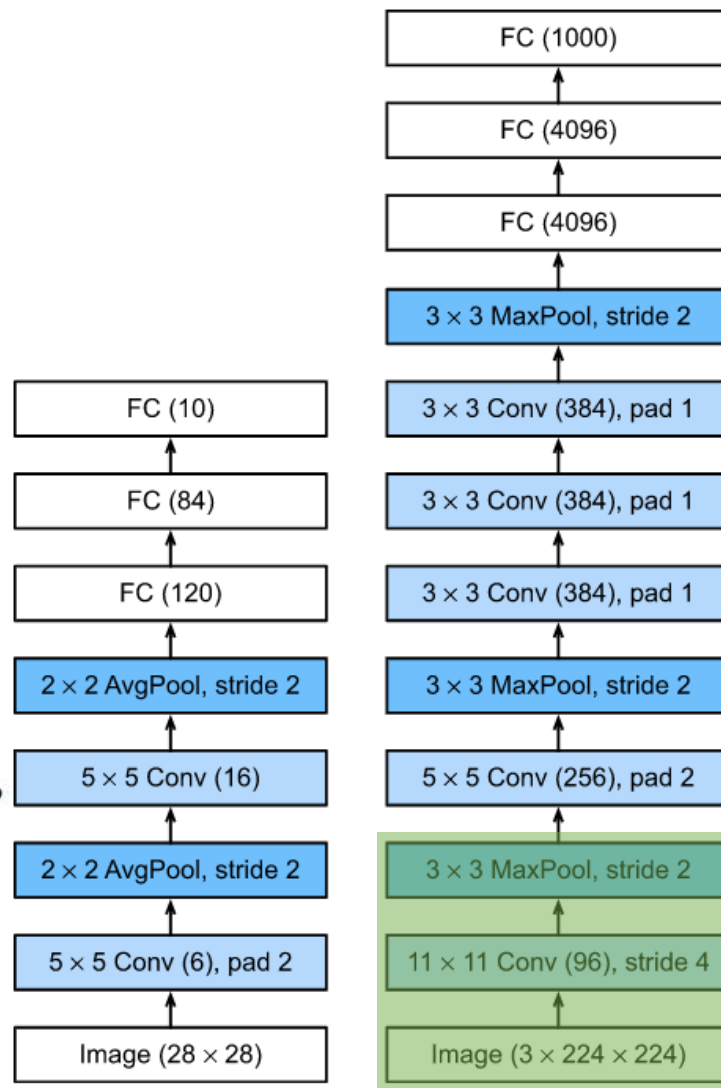 FC (10)
FC (84)
FC (120)
2 × 2 AvgPool, stride 2
5 × 5 Conv (16)
2 × 2 AvgPool, stride 2
5 × 5 Conv (6), pad 2
Image (28 × 28)
FC (1000)
FC (4096)
FC (4096)
3 × 3 MaxPool, stride 2
3 × 3 Conv (384), pad 1
3 × 3 Conv (384), pad 1
3 × 3 Conv (384), pad 1
3 × 3 MaxPool, stride 2
5 × 5 Conv (256), pad 2
3 × 3 MaxPool, stride 2
11 × 11 Conv (96), stride 4
Image (3 × 224 × 224)